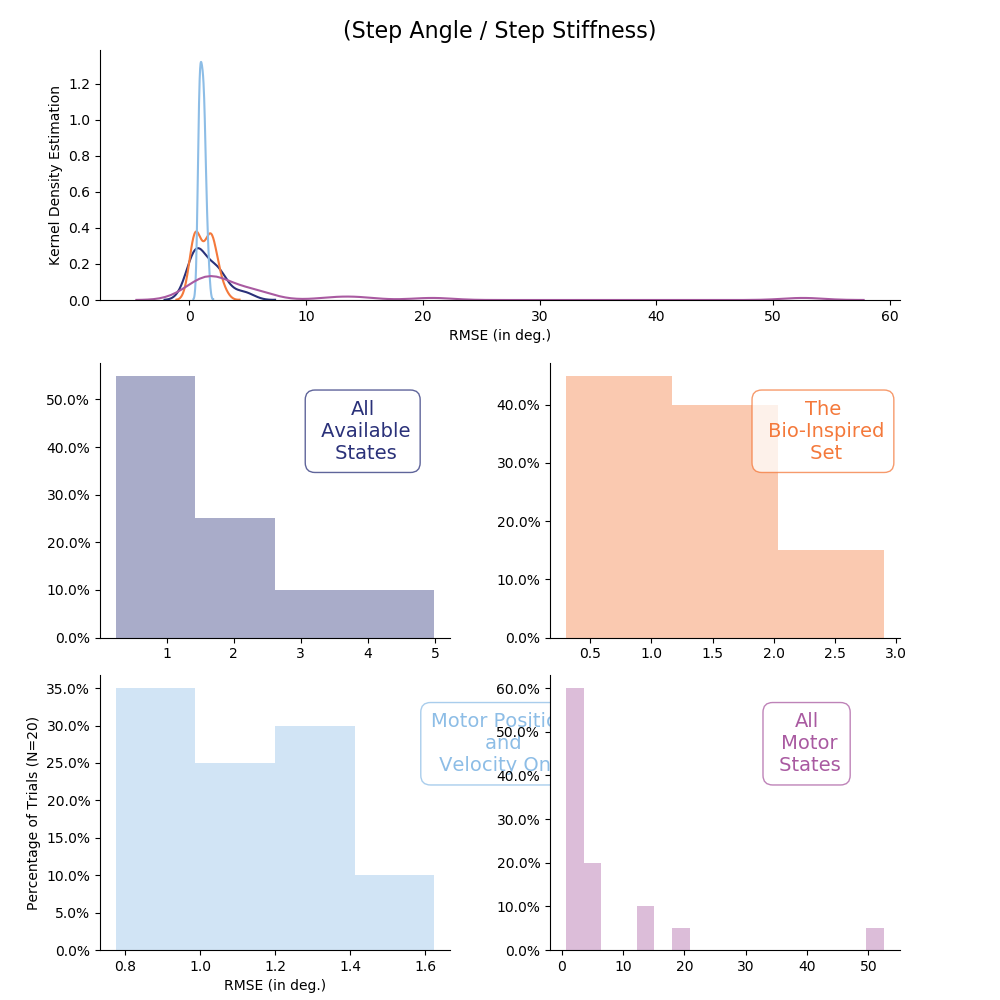 (Step Angle / Step Stiffness)
Kernel Density Estimation
1.2
1.0
0.8
0.6
0.4
0.2
0.0
0 10 20 30 40 50 60
RMSE (in deg.)
50.0%
40.0%
30.0%
20.0%
10.0%
0.0%
All
Available
States
1 2 3 4 5
40.0%
30.0%
20.0%
10.0%
0.0%
The
Bio-Inspired
Set
0.5 1.0 1.5 2.0 2.5 3.0
Percentage of Trials (N=20)
35.0%
30.0%
25.0%
20.0%
15.0%
10.0%
5.0%
0.0%
Motor Positio
and
Velocity On
0.8 1.0 1.2 1.4 1.6
RMSE (in deg.)
60.0%
50.0%
40.0%
30.0%
20.0%
10.0%
0.0%
All
Motor
States
0 10 20 30 40 50